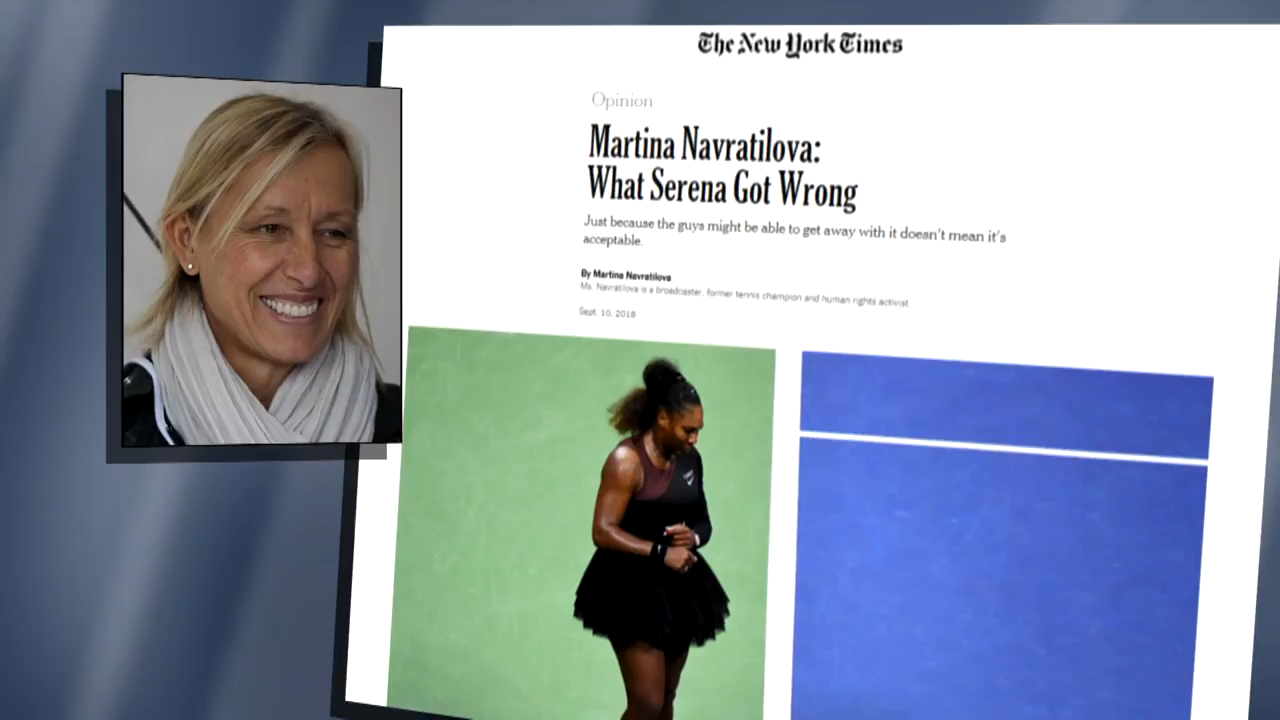 The New York Times
Opinion
Martina Navratilova:
What Serena Got Wrong
Just because the guys might be able to get away with it doesn't mean it's
acceptable.
By Martina Navratilova
Ms. Navratilova is a broadcaster, former tennis champion and human rights activist.
Sept. 10, 2018